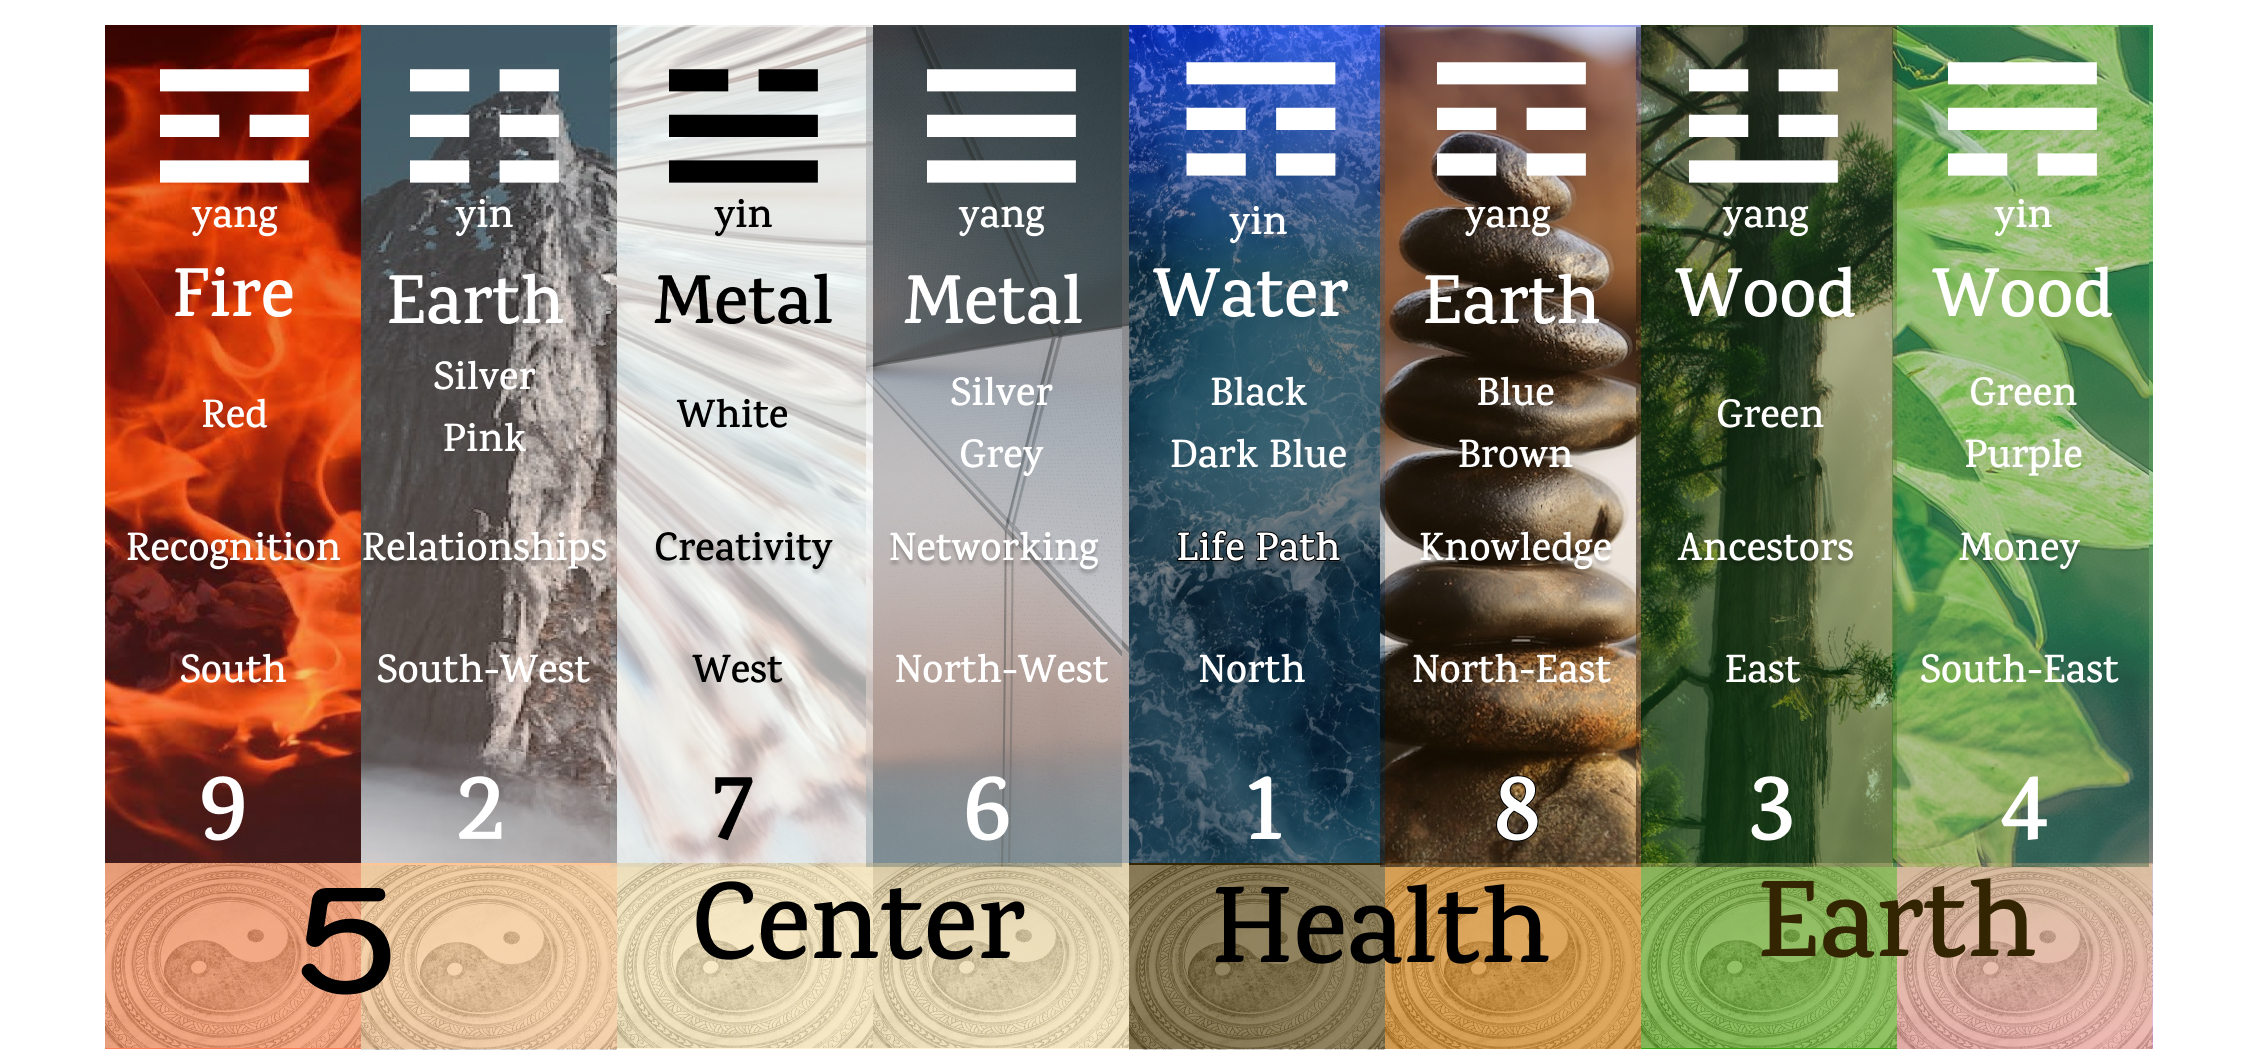 yang
Fire
Red
Recognition
South
9
yin
Earth
Silver
Pink
Relationships
South-West
2
yin
Metal
White
Creativity
West
7
yang
Metal
Silver
Grey
Networking
North-West
6
yin
Water
Black
Dark Blue
Life Path
North
1
yang
Earth
Blue
Brown
Knowledge
North-East
8
yang
Wood
Green
Ancestors
East
3
yin
Wood
Green
Purple
Money
South-East
4
5 Center Health Earth